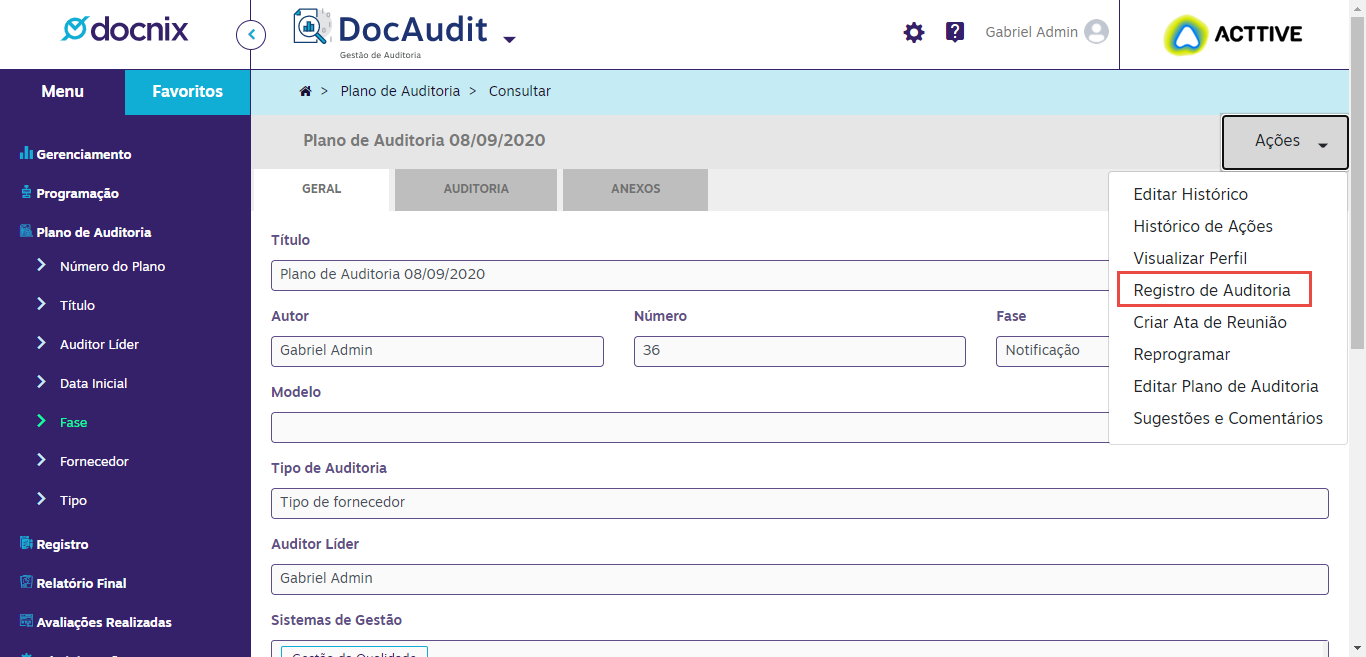 docnix
DocAudit
Gestão de Auditoria
Gabriel Admin
ACTTIVE
Menu
Favoritos
> Plano de Auditoria > Consultar
Gerenciamento
Programação
Plano de Auditoria
Número do Plano
Título
Auditor Líder
Data Inicial
Fase
Fornecedor
Tipo
Registro
Relatório Final
Avaliações Realizadas
Plano de Auditoria 08/09/2020
Ações
Editar Histórico
Histórico de Ações
Visualizar Perfil
Registro de Auditoria
Criar Ata de Reunião
Reprogramar
Editar Plano de Auditoria
Sugestões e Comentários
GERAL
AUDITORIA
ANEXOS
Título
Plano de Auditoria 08/09/2020
Autor
Número
Fase
Gabriel Admin
36
Notificação
Modelo
Tipo de Auditoria
Tipo de fornecedor
Auditor Líder
Gabriel Admin
Sistemas de Gestão
Gestão da Qualidade